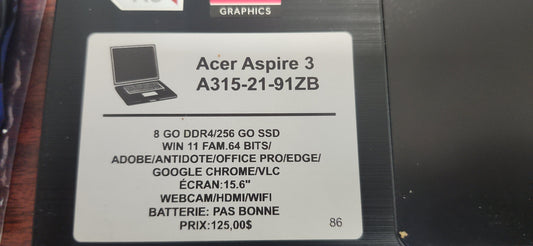 GRAPHICS
Acer Aspire 3
A315-21-91ZB
8 GO DDR4/256 GO SSD
WIN 11 FAM.64 BITS/
ADOBE/ANTIDOTE/OFFICE PRO/EDGE/
GOOGLE CHROME/VLC
ÉCRAN:15.6"
WEBCAM/HDMI/WIFI
BATTERIE: PAS BONNE
PRIX:125,00$
86